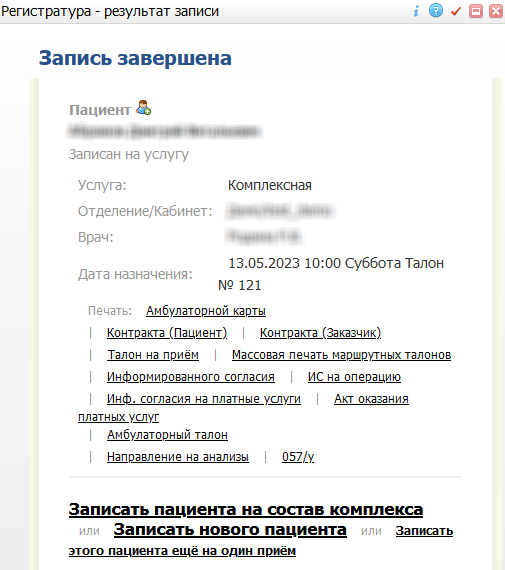 Регистратура - результат записи
Запись завершена
Пациент
Записан на услугу
Услуга: Комплексная
Отделение/Кабинет:
Врач:
Дата назначения: 13.05.2023 10:00 Суббота Талон
№ 121
Печать: Амбулаторной карты
| Контракта (Пациент) | Контракта (Заказчик)
| Талон на приём | Массовая печать маршрутных талонов
| Информированного согласия | ИС на операцию
| Инф. согласия на платные услуги | Акт оказания
платных услуг
| Амбулаторный талон
| Направление на анализы | 057/у
Записать пациента на состав комплекса
или Записать нового пациента или Записать
этого пациента ещё на один приём